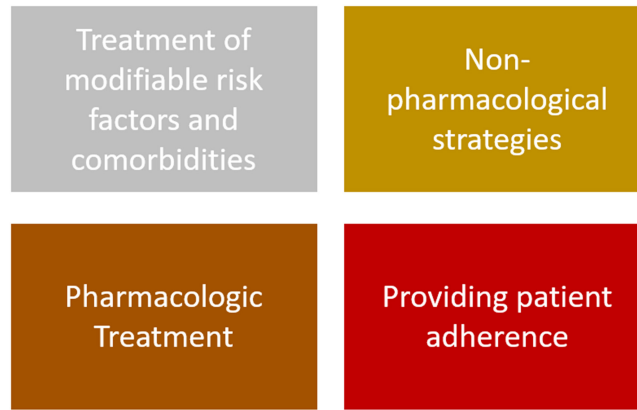 Treatment of
modifiable risk
factors and
comorbidities
Non-
pharmacological
strategies
Pharmacologic
Treatment
Providing patient
adherence